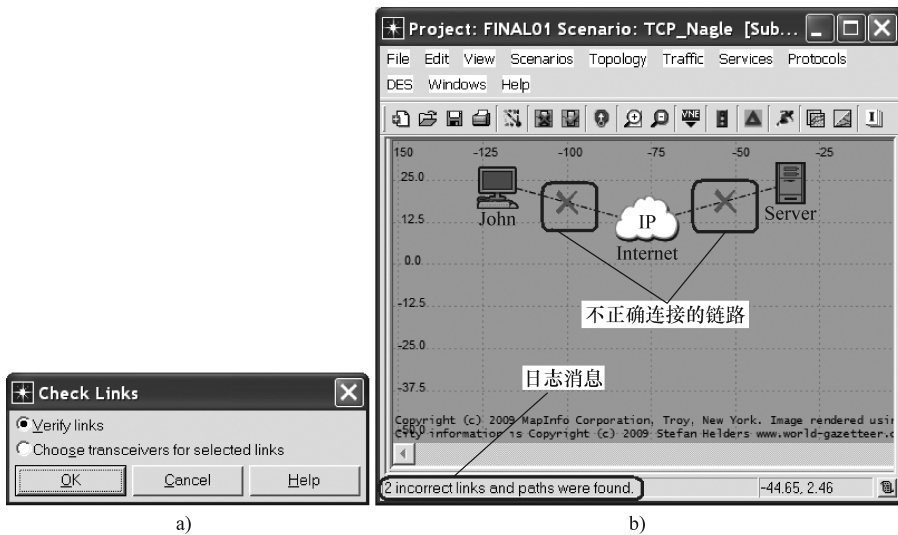 Check Links
Verify links
Choose transceivers for selected links
OK Cancel Help
a)
Project: FINAL01 Scenario: TCP_Nagle [Sub...
File Edit View Scenarios Topology Traffic Services Protocols
DES Windows Help
VNE
150 -125 -100 -75 -50 -25
25.0
12.5
0.0
-12.5
-25.0
-37.5
-50.0
John
IP
Internet
Server
不正确连接的链路
日志消息
Copyright (c) 2009 MapInfo Corporation, Troy, New York. Image rendered usin
City information is Copyright (c) 2009 Stefan Helders www.world-gazetteer.c
2 incorrect links and paths were found.
-44.65, 2.46
b)